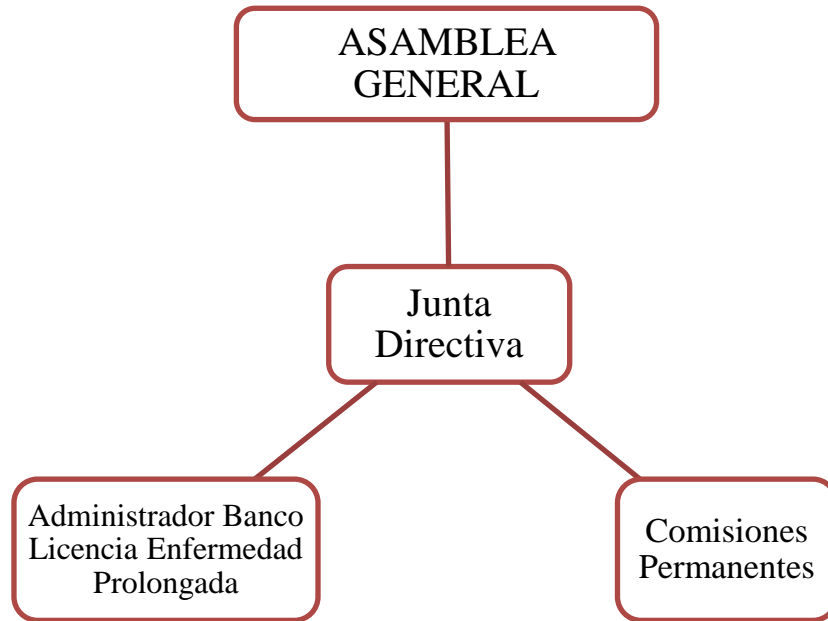 ASAMBLEA
GENERAL
Junta
Directiva
Administrador Banco
Licencia Enfermedad
Prolongada
Comisiones
Permanentes